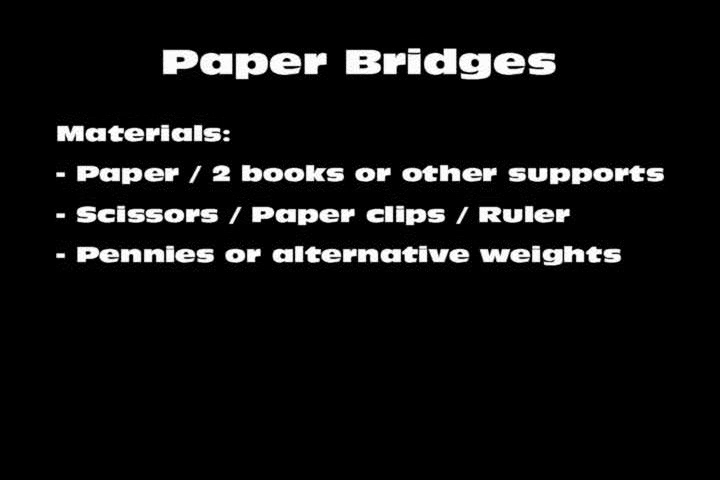 Paper Bridges
Materials:
- Paper / 2 books or other supports
- Scissors / Paper clips / Ruler
- Pennies or alternative weights